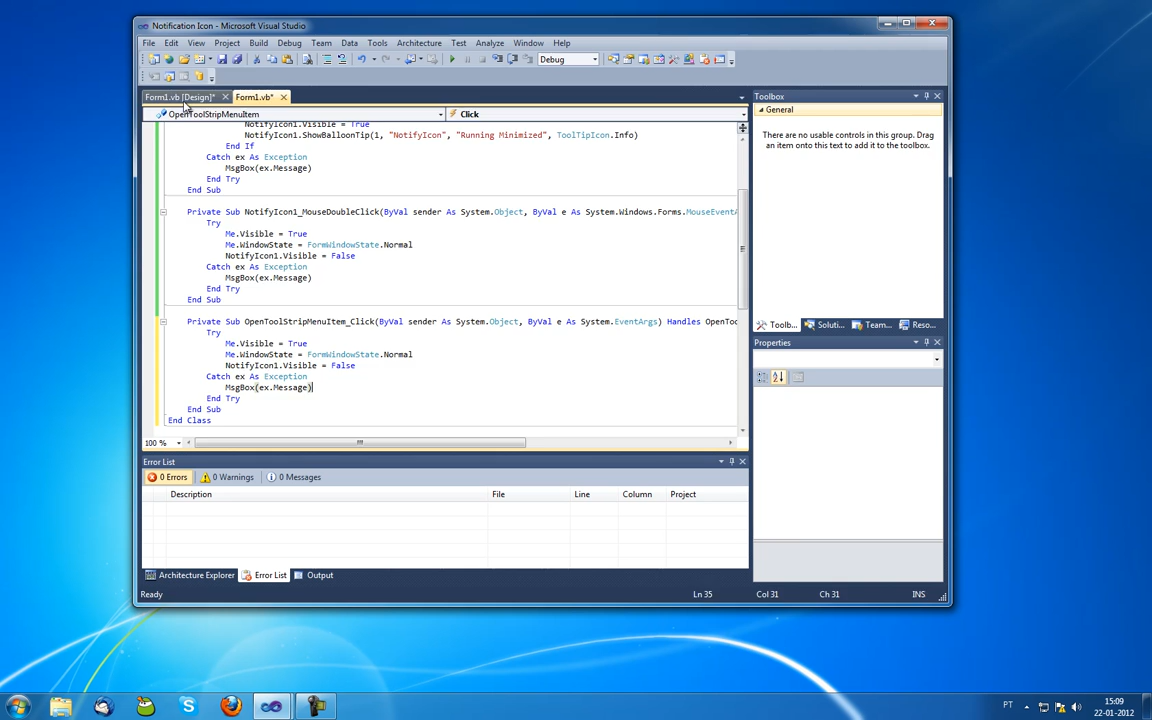 Notification Icon - Microsoft Visual Studio
File Edit View Project Build Debug Team Data Tools Architecture Test Analyze Window Help
Debug
Form1.vb [Design]* Form1.vb*
OpenToolStripMenuItem Click
NotifyIcon1.Visible = True
NotifyIcon1.ShowBalloonTip(1, "NotifyIcon", "Running Minimized", ToolTipIcon.Info)
End If
Catch ex As Exception
MsgBox(ex.Message)
End Try
End Sub
Private Sub NotifyIcon1_MouseDoubleClick(ByVal sender As System.Object, ByVal e As System.Windows.Forms.MouseEventA
Try
Me.Visible = True
Me.WindowState = FormWindowState.Normal
NotifyIcon1.Visible = False
Catch ex As Exception
MsgBox(ex.Message)
End Try
End Sub
Private Sub OpenToolStripMenuItem_Click(ByVal sender As System.Object, ByVal e As System.EventArgs) Handles OpenToo
Try
Me.Visible = True
Me.WindowState = FormWindowState.Normal
NotifyIcon1.Visible = False
Catch ex As Exception
MsgBox(ex.Message)
End Try
End Sub
End Class
100 %
Toolbox
General
There are no usable controls in this group. Drag
an item onto this text to add it to the toolbox.
Toolb... Soluti... Team... Reso...
Properties
Error List
0 Errors 0 Warnings 0 Messages
Description File Line Column Project
Architecture Explorer Error List Output
Ready Ln 35 Col 31 Ch 31 INS
PT 15:09
22-01-2012